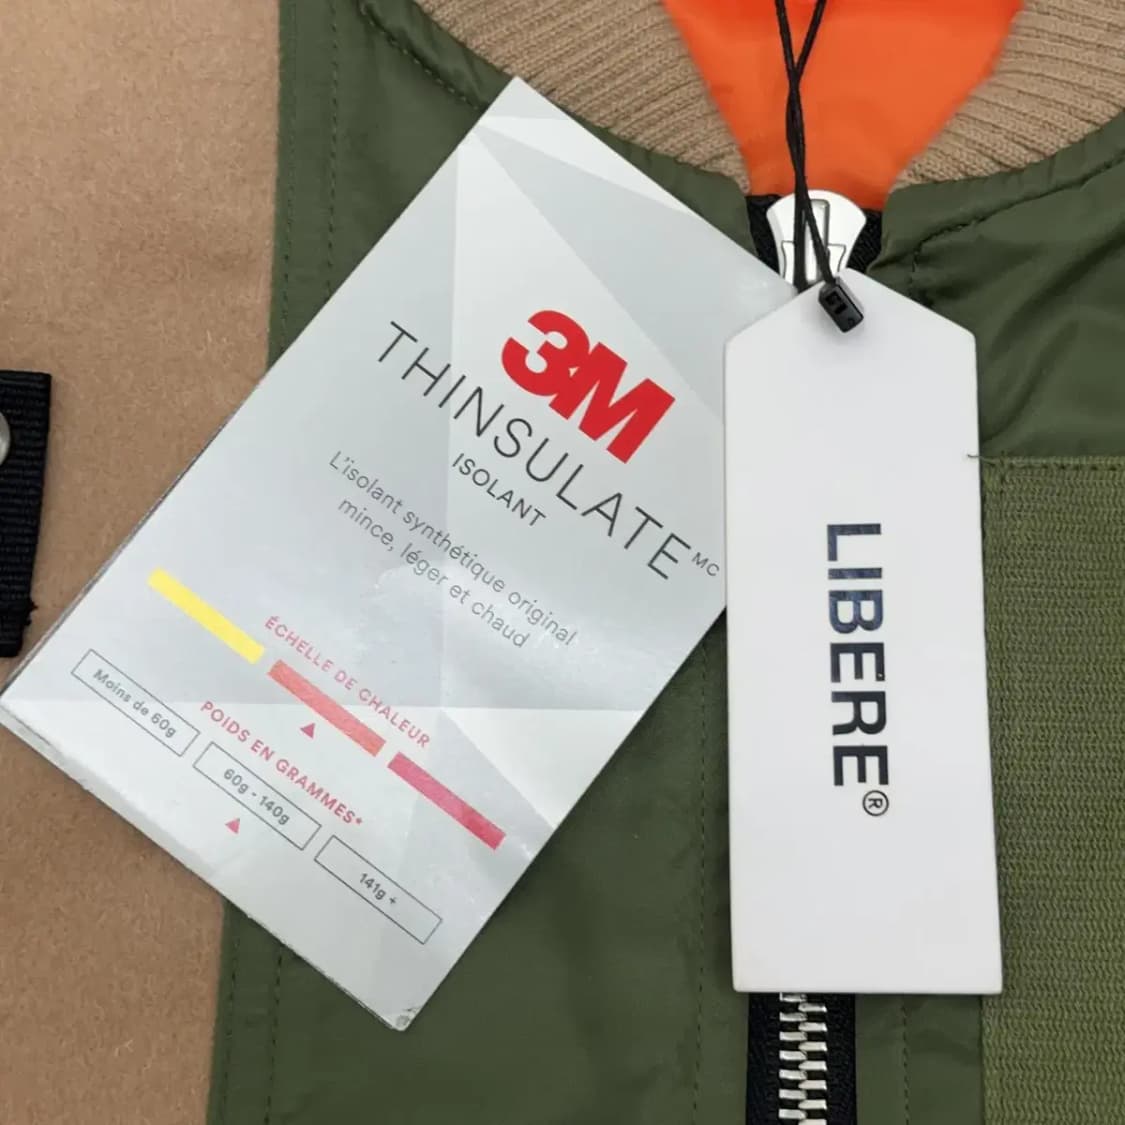 3M
THINSULATE MC
ISOLANT
L'isolant synthétique original
mince, léger et chaud
ÉCHELLE DE CHALEUR
POIDS EN GRAMMES*
Moins de 60g
60g - 140g
141g +
LIBERE®